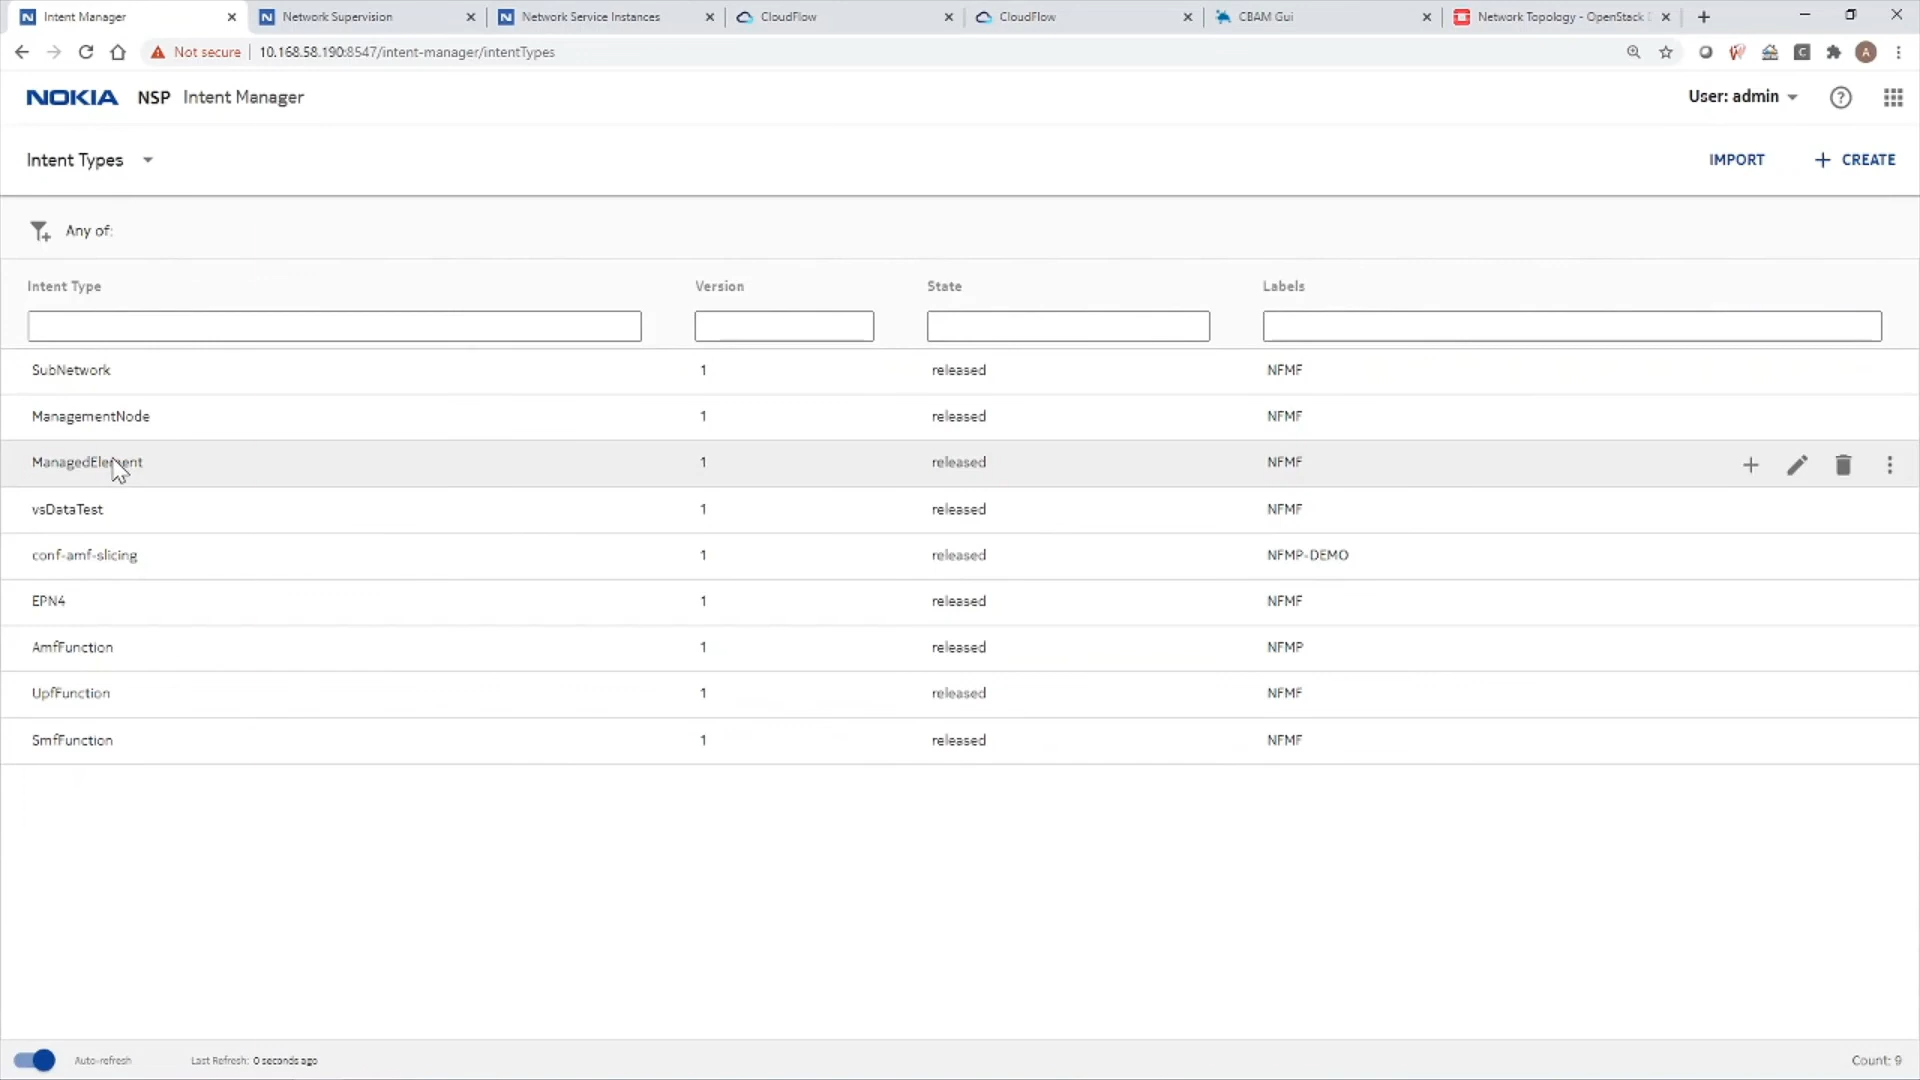 Intent Manager
Network Supervision
Network Service Instances
CloudFlow
CloudFlow
CBAM Gui
Network Topology - OpenStack
Not secure
10.168.58.190:8547/intent-manager/intentTypes
A
NOKIA NSP Intent Manager
User: admin
Intent Types
IMPORT
+ CREATE
Any of:
Intent Type Version State Labels
SubNetwork 1 released NFMF
ManagementNode 1 released NFMF
ManagedElement 1 released NFMF
vsDataTest 1 released NFMF
conf-amf-slicing 1 released NFMP-DEMO
EPN4 1 released NFMF
AmfFunction 1 released NFMP
UpfFunction 1 released NFMF
SmfFunction 1 released NFMF
Auto-refresh Last Refresh: 0 seconds ago Count: 9